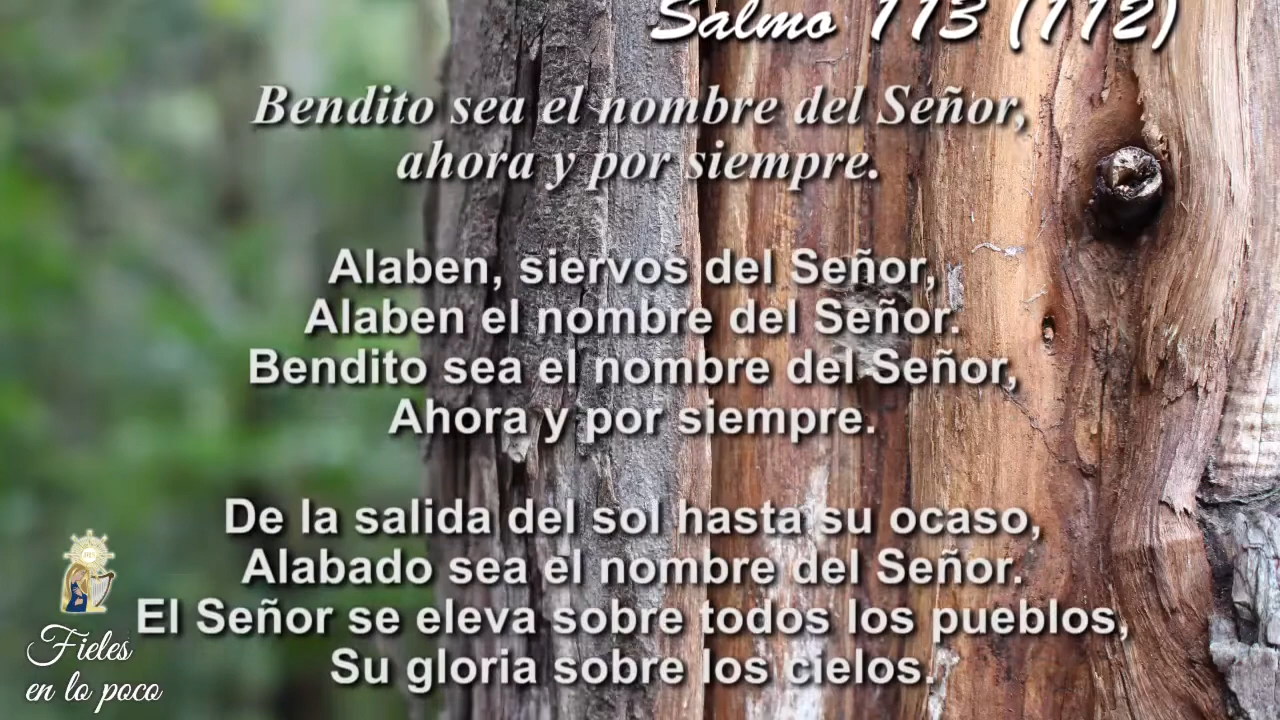 Salmo 113 (112)
Bendito sea el nombre del Señor,
ahora y por siempre.
Alaben, siervos del Señor,
Alaben el nombre del Señor.
Bendito sea el nombre del Señor,
Ahora y por siempre.
De la salida del sol hasta su ocaso,
Alabado sea el nombre del Señor.
El Señor se eleva sobre todos los pueblos,
Su gloria sobre los cielos.
Fieles
en lo poco